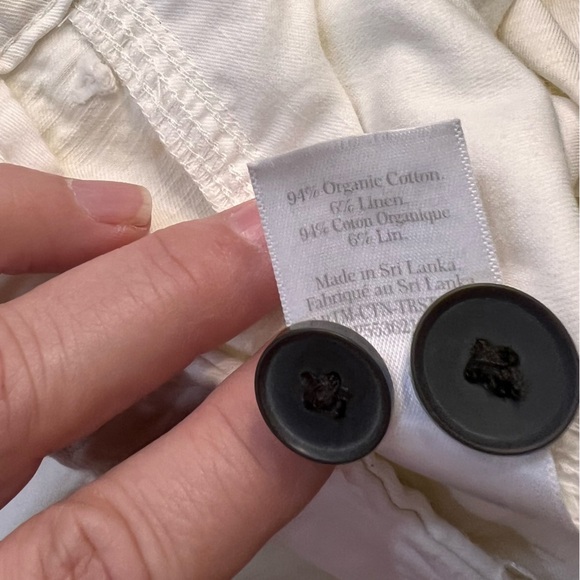 94% Organic Cotton.
6% Linen.
94% Coton Organique
6% Lin.
Made in Sri Lanka.
Fabriqué au Sri Lanka